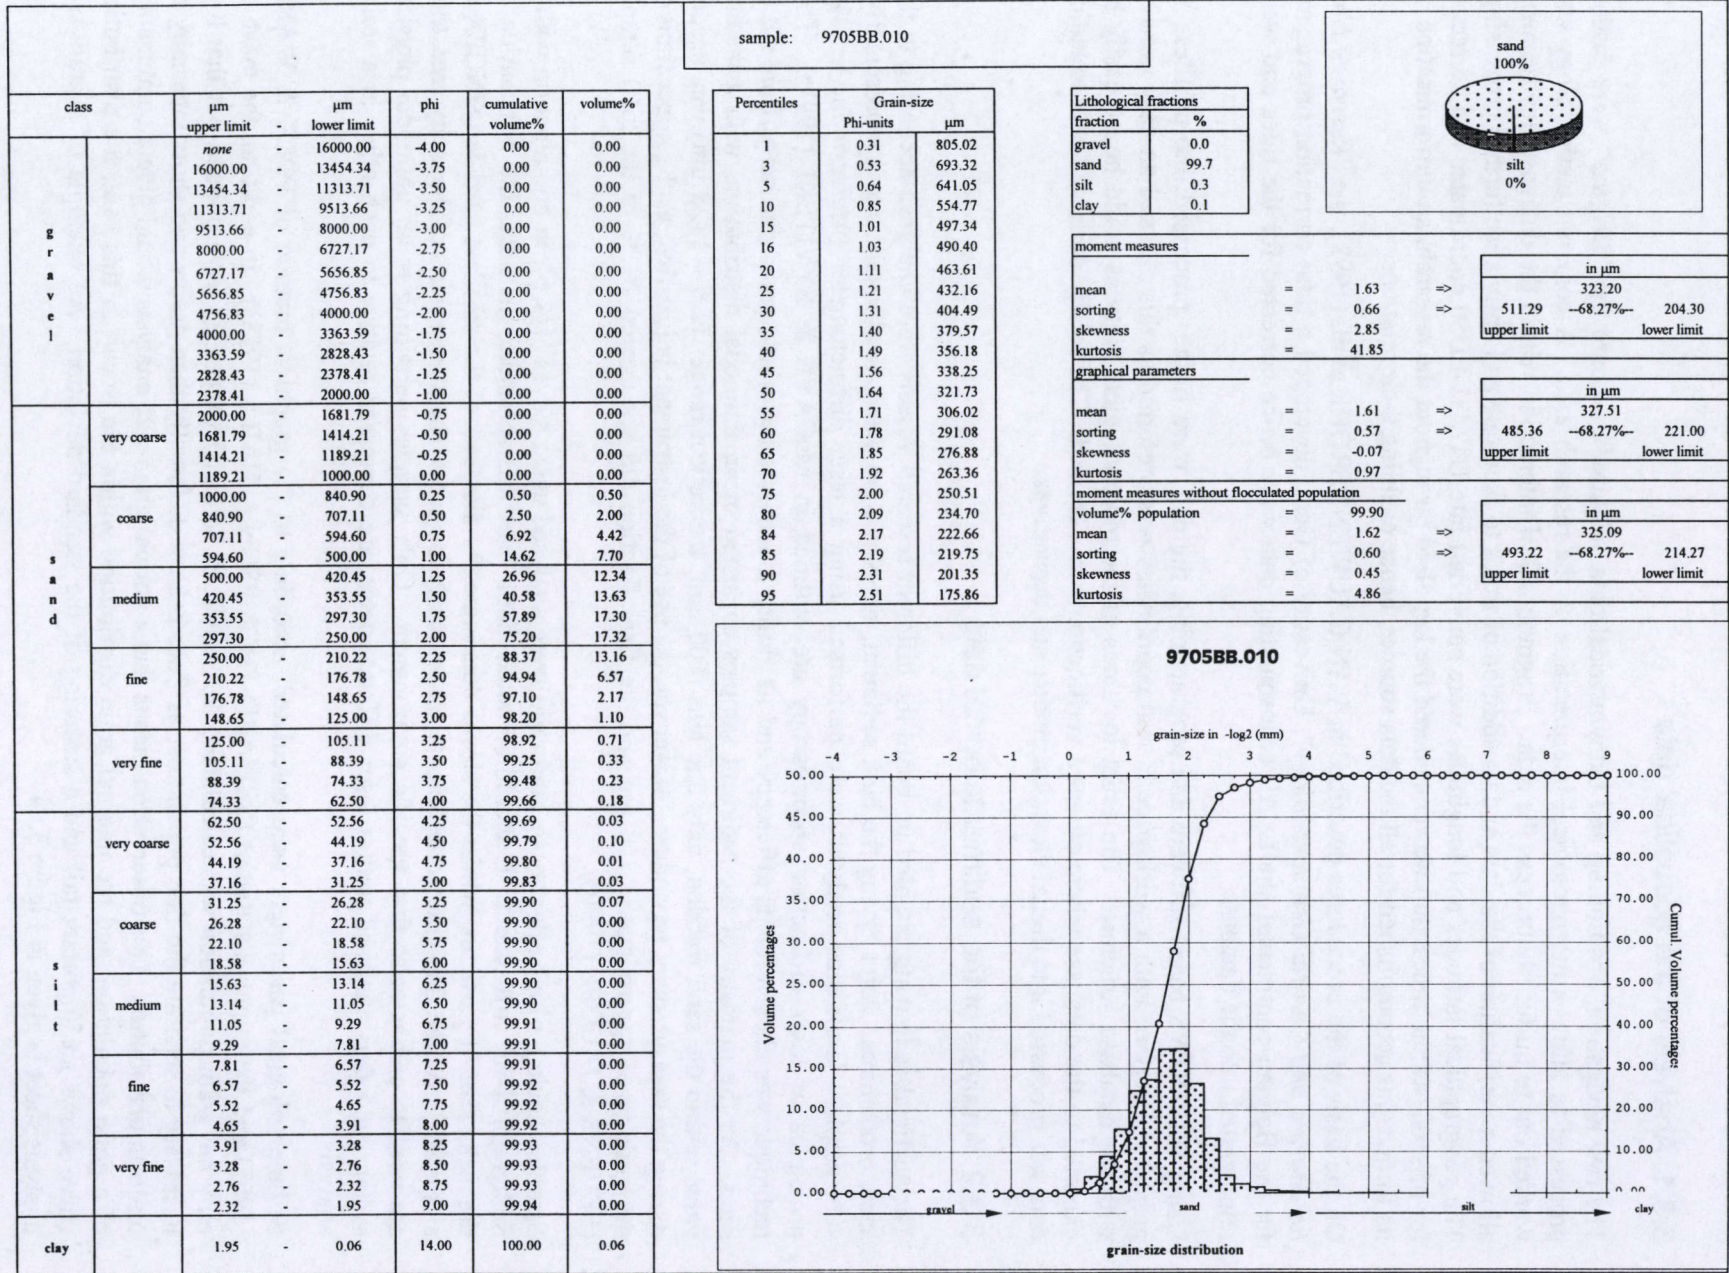 sample: 9705BB.010
sand
100%
silt
0%
class µm µm phi cumulative volume%
upper limit - lower limit volume%
gravel
none - 16000.00 -4.00 0.00 0.00
16000.00 - 13454.34 -3.75 0.00 0.00
13454.34 - 11313.71 -3.50 0.00 0.00
11313.71 - 9513.66 -3.25 0.00 0.00
9513.66 - 8000.00 -3.00 0.00 0.00
8000.00 - 6727.17 -2.75 0.00 0.00
6727.17 - 5656.85 -2.50 0.00 0.00
5656.85 - 4756.83 -2.25 0.00 0.00
4756.83 - 4000.00 -2.00 0.00 0.00
4000.00 - 3363.59 -1.75 0.00 0.00
3363.59 - 2828.43 -1.50 0.00 0.00
2828.43 - 2378.41 -1.25 0.00 0.00
2378.41 - 2000.00 -1.00 0.00 0.00
sand
2000.00 - 1681.79 -0.75 0.00 0.00
very coarse 1681.79 - 1414.21 -0.50 0.00 0.00
1414.21 - 1189.21 -0.25 0.00 0.00
1189.21 - 1000.00 0.00 0.00 0.00
1000.00 - 840.90 0.25 0.50 0.50
coarse 840.90 - 707.11 0.50 2.50 2.00
707.11 - 594.60 0.75 6.92 4.42
594.60 - 500.00 1.00 14.62 7.70
500.00 - 420.45 1.25 26.96 12.34
medium 420.45 - 353.55 1.50 40.58 13.63
353.55 - 297.30 1.75 57.89 17.30
297.30 - 250.00 2.00 75.20 17.32
250.00 - 210.22 2.25 88.37 13.16
fine 210.22 - 176.78 2.50 94.94 6.57
176.78 - 148.65 2.75 97.10 2.17
148.65 - 125.00 3.00 98.20 1.10
125.00 - 105.11 3.25 98.92 0.71
very fine 105.11 - 88.39 3.50 99.25 0.33
88.39 - 74.33 3.75 99.48 0.23
74.33 - 62.50 4.00 99.66 0.18
silt
62.50 - 52.56 4.25 99.69 0.03
very coarse 52.56 - 44.19 4.50 99.79 0.10
44.19 - 37.16 4.75 99.80 0.01
37.16 - 31.25 5.00 99.83 0.03
31.25 - 26.28 5.25 99.90 0.07
coarse 26.28 - 22.10 5.50 99.90 0.00
22.10 - 18.58 5.75 99.90 0.00
18.58 - 15.63 6.00 99.90 0.00
15.63 - 13.14 6.25 99.90 0.00
medium 13.14 - 11.05 6.50 99.90 0.00
11.05 - 9.29 6.75 99.91 0.00
9.29 - 7.81 7.00 99.91 0.00
7.81 - 6.57 7.25 99.91 0.00
fine 6.57 - 5.52 7.50 99.92 0.00
5.52 - 4.65 7.75 99.92 0.00
4.65 - 3.91 8.00 99.92 0.00
3.91 - 3.28 8.25 99.93 0.00
very fine 3.28 - 2.76 8.50 99.93 0.00
2.76 - 2.32 8.75 99.93 0.00
2.32 - 1.95 9.00 99.94 0.00
clay 1.95 - 0.06 14.00 100.00 0.06
Percentiles Grain-size
Phi-units µm
1 0.31 805.02
3 0.53 693.32
5 0.64 641.05
10 0.85 554.77
15 1.01 497.34
16 1.03 490.40
20 1.11 463.61
25 1.21 432.16
30 1.31 404.49
35 1.40 379.57
40 1.49 356.18
45 1.56 338.25
50 1.64 321.73
55 1.71 306.02
60 1.78 291.08
65 1.85 276.88
70 1.92 263.36
75 2.00 250.51
80 2.09 234.70
84 2.17 222.66
85 2.19 219.75
90 2.31 201.35
95 2.51 175.86
Lithological fractions
fraction %
gravel 0.0
sand 99.7
silt 0.3
clay 0.1
moment measures
in µm
mean = 1.63 => 323.20
sorting = 0.66 => 511.29 --68.27%-- 204.30
skewness = 2.85 upper limit lower limit
kurtosis = 41.85
graphical parameters
in µm
mean = 1.61 => 327.51
sorting = 0.57 => 485.36 --68.27%-- 221.00
skewness = -0.07 upper limit lower limit
kurtosis = 0.97
moment measures without flocculated population
volume% population = 99.90 in µm
mean = 1.62 => 325.09
sorting = 0.60 => 493.22 --68.27%-- 214.27
skewness = 0.45 upper limit lower limit
kurtosis = 4.86
9705BB.010
grain-size in -log2 (mm)
-4 -3 -2 -1 0 1 2 3 4 5 6 7 8 9
50.00 100.00
45.00 90.00
40.00 80.00
35.00 70.00
30.00 60.00
25.00 50.00
20.00 40.00
15.00 30.00
10.00 20.00
5.00 10.00
0.00
Volume percentages
Cumul. Volume percentages
gravel sand silt clay
grain-size distribution